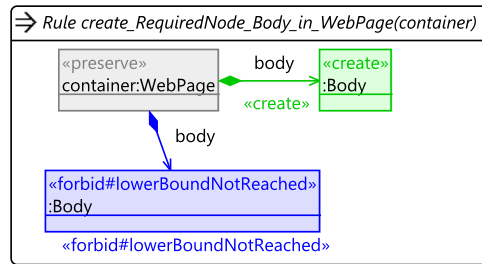 Rule create_RequiredNode_Body_in_WebPage(container)
«preserve»
container:WebPage
body
«create»
«create»
:Body
body
«forbid#lowerBoundNotReached»
:Body
«forbid#lowerBoundNotReached»